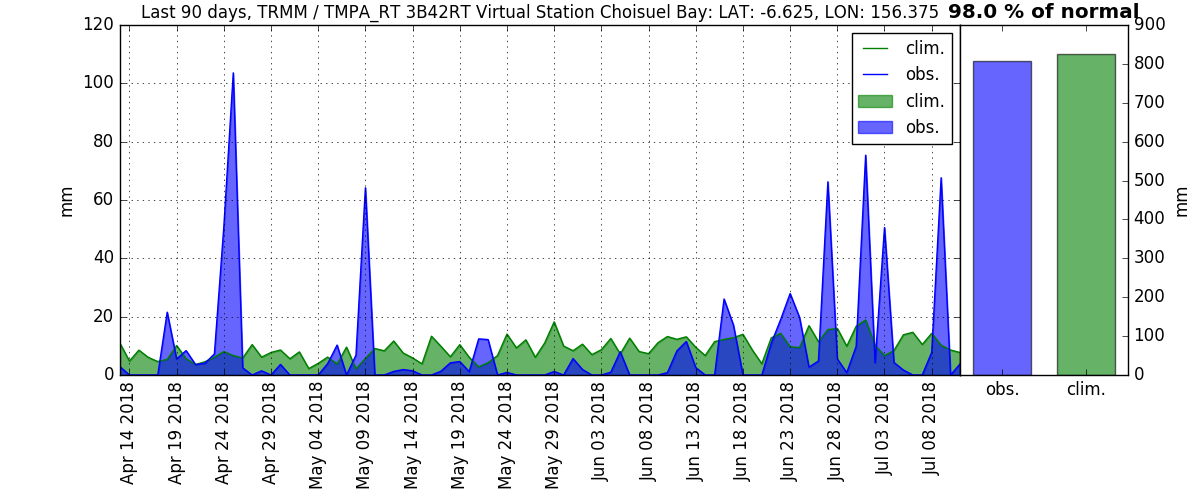 Last 90 days, TRMM / TMPA_RT 3B42RT Virtual Station Choisuel Bay: LAT: -6.625, LON: 156.375 98.0 % of normal
120
100
80
60
40
20
0
mm
clim.
obs.
clim.
obs.
900
800
700
600
500
400
300
200
100
0
mm
Apr 14 2018
Apr 19 2018
Apr 24 2018
Apr 29 2018
May 04 2018
May 09 2018
May 14 2018
May 19 2018
May 24 2018
May 29 2018
Jun 03 2018
Jun 08 2018
Jun 13 2018
Jun 18 2018
Jun 23 2018
Jun 28 2018
Jul 03 2018
Jul 08 2018
obs.
clim.